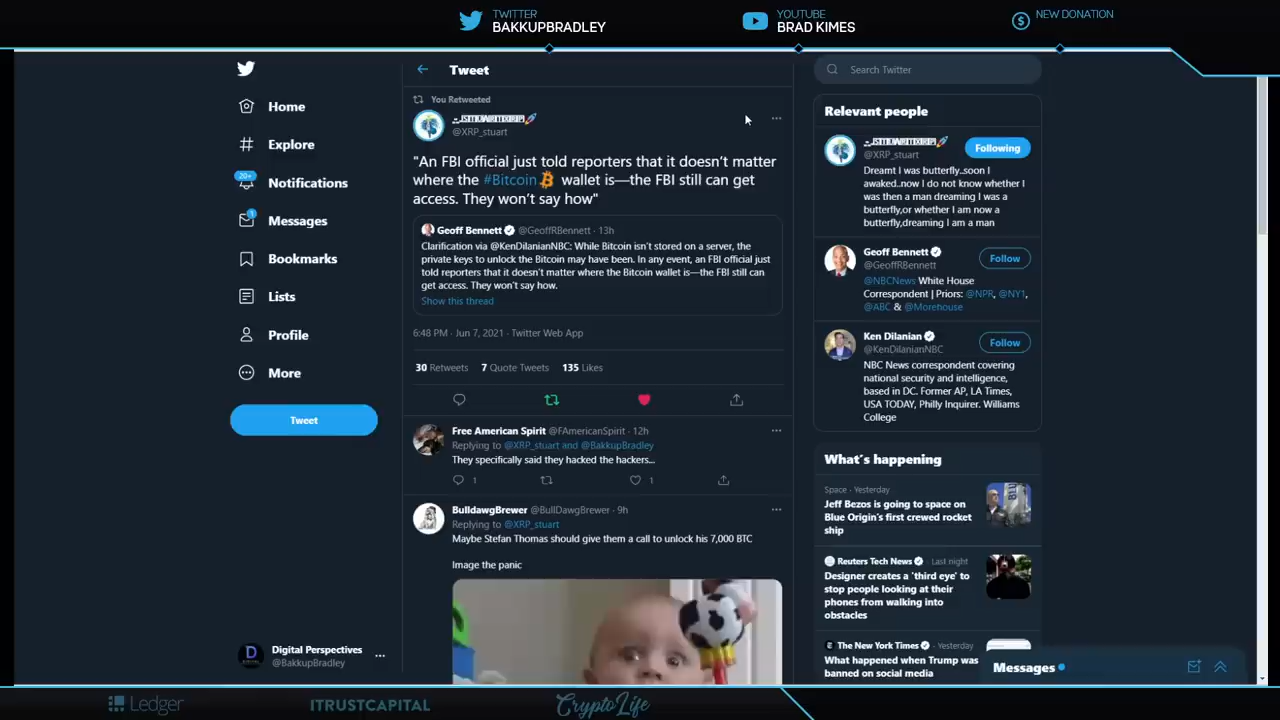 TWITTER
BAKKUPBRADLEY
YOUTUBE
BRAD KIMES
NEW DONATION
Home
Explore
20+
Notifications
Messages
Bookmarks
Lists
Profile
More
Tweet
Digital Perspectives
@BakkupBradley
Tweet
You Retweeted
@XRP_stuart
"An FBI official just told reporters that it doesn't matter
where the #Bitcoin wallet is—the FBI still can get
access. They won't say how"
Geoff Bennett @GeoffRBennett · 13h
Clarification via @KenDilanianNBC: While Bitcoin isn't stored on a server, the
private keys to unlock the Bitcoin may have been. In any event, an FBI official just
told reporters that it doesn't matter where the Bitcoin wallet is—the FBI still can
get access. They won't say how.
Show this thread
6:48 PM · Jun 7, 2021 · Twitter Web App
30 Retweets 7 Quote Tweets 135 Likes
Free American Spirit @FAmericanSpirit · 12h
Replying to @XRP_stuart and @BakkupBradley
They specifically said they hacked the hackers...
1 1
BulldawgBrewer @BullDawgBrewer · 9h
Replying to @XRP_stuart
Maybe Stefan Thomas should give them a call to unlock his 7,000 BTC
Image the panic
Search Twitter
Relevant people
@XRP_stuart
Following
Dreamt I was butterfly..soon I
awaked..now I do not know whether I
was then a man dreaming I was a
butterfly,or whether I am now a
butterfly,dreaming I am a man
Geoff Bennett
@GeoffRBennett
Follow
@NBCNews White House
Correspondent | Priors: @NPR, @NY1,
@ABC & @Morehouse
Ken Dilanian
@KenDilanianNBC
Follow
NBC News correspondent covering
national security and intelligence,
based in DC. Former AP, LA Times,
USA TODAY, Philly Inquirer. Williams
College
What's happening
Space · Yesterday
Jeff Bezos is going to space on
Blue Origin's first crewed rocket
ship
Reuters Tech News · Last night
Designer creates a 'third eye' to
stop people looking at their
phones from walking into
obstacles
The New York Times · Yesterday
What happened when Trump was
banned on social media
Messages
Ledger
ITRUSTCAPITAL
CryptoLife